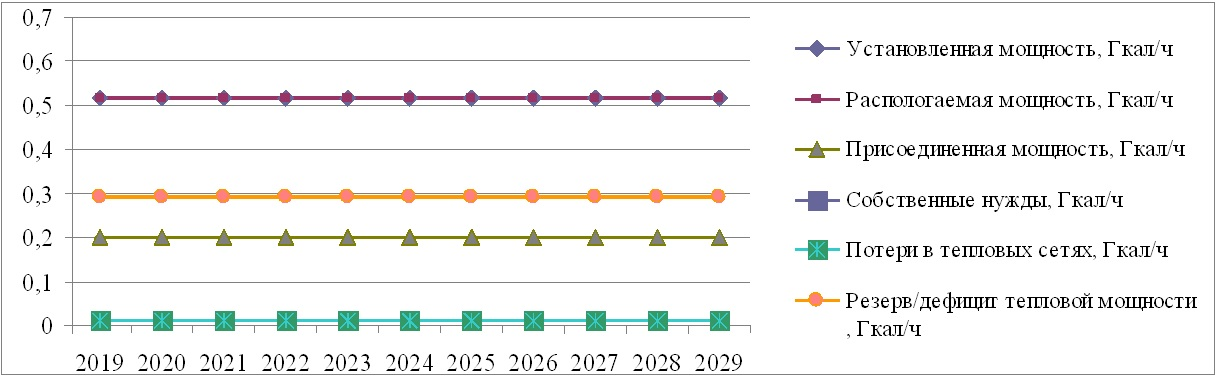 0,7
0,6
0,5
0,4
0,3
0,2
0,1
0
2019 2020 2021 2022 2023 2024 2025 2026 2027 2028 2029
Установленная мощность, Гкал/ч
Распологаемая мощность, Гкал/ч
Присоединенная мощность, Гкал/ч
Собственные нужды, Гкал/ч
Потери в тепловых сетях, Гкал/ч
Резерв/дефицит тепловой мощности
, Гкал/ч